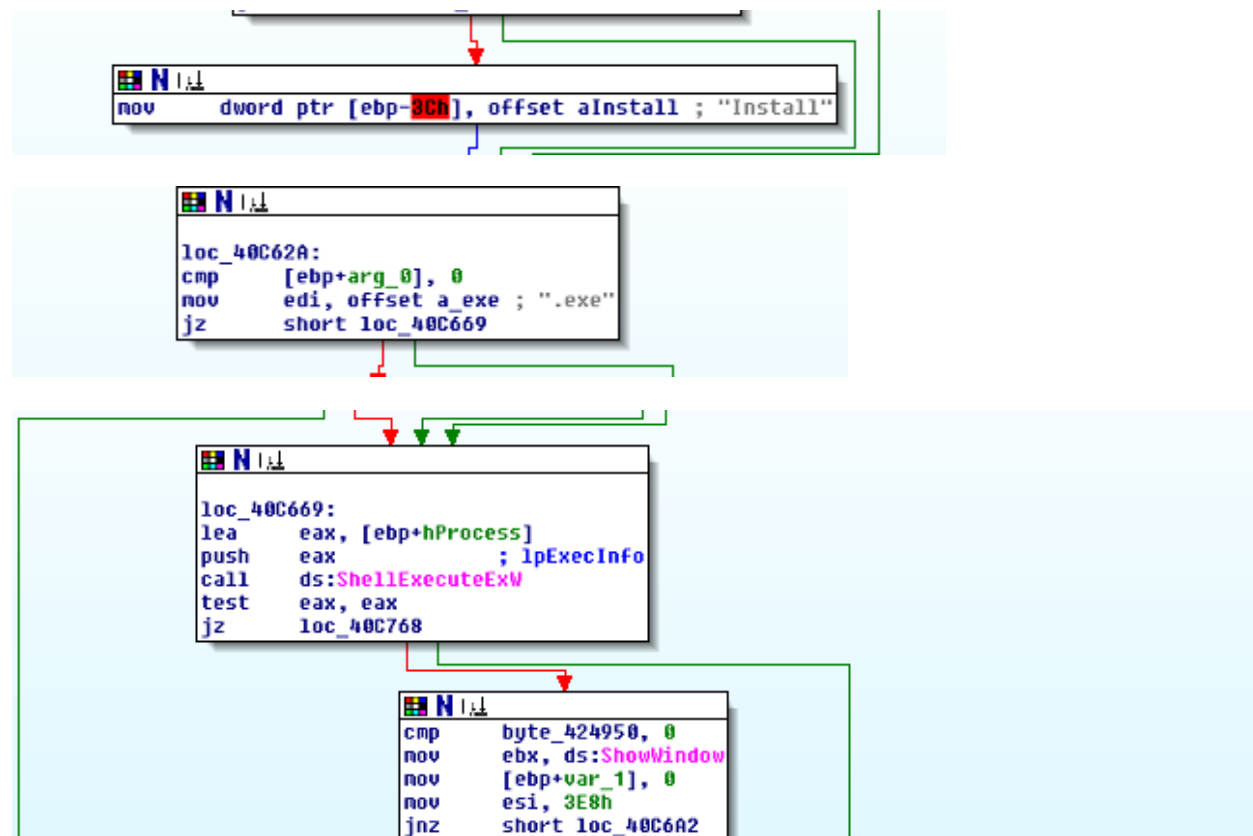 mov dword ptr [ebp-3Ch], offset aInstall ; "Install"
loc_40C62A:
cmp [ebp+arg_0], 0
mov edi, offset a_exe ; ".exe"
jz short loc_40C669
loc_40C669:
lea eax, [ebp+hProcess]
push eax ; lpExecInfo
call ds:ShellExecuteExW
test eax, eax
jz loc_40C768
cmp byte_424950, 0
mov ebx, ds:ShowWindow
mov [ebp+var_1], 0
mov esi, 3E8h
jnz short loc_40C6A2